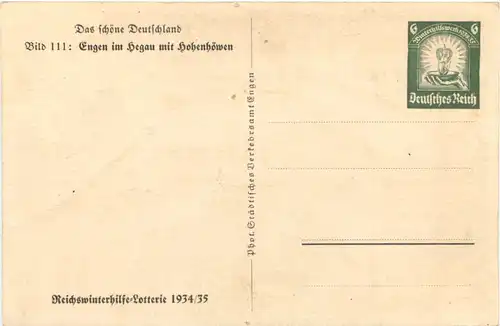 Das schöne Deutschland
Bild 111: Engen im Hegau mit Hohenhöwen
6 6
Winterhilfswerk
Deutsches Reich
Phot. Städtisches Verkehrsamt Engen
Reichswinterhilfe-Lotterie 1934/35